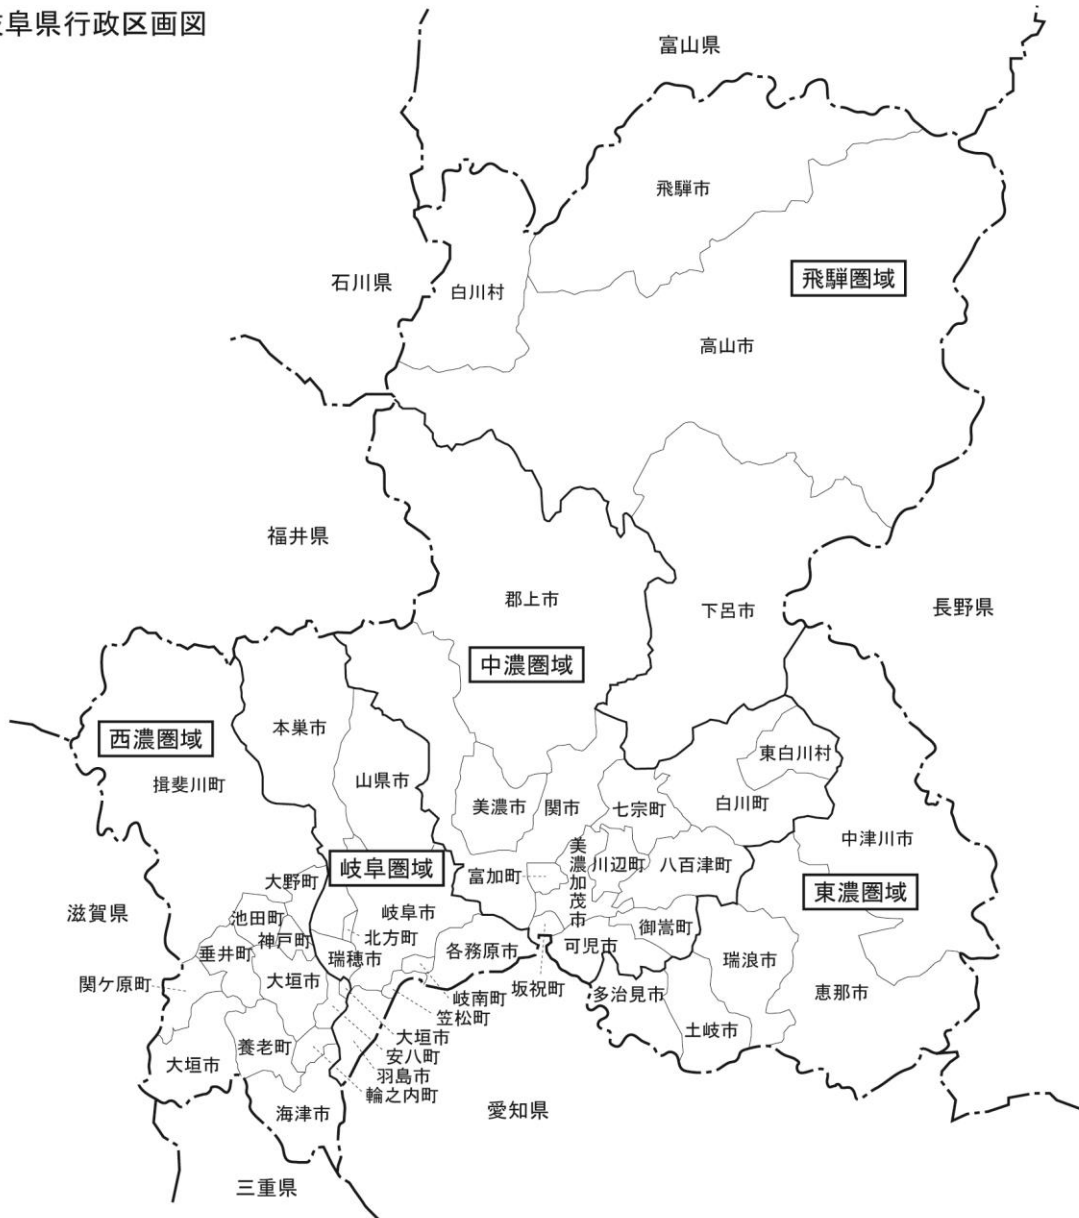 阜県行政区画図
富山県
飛騨市
飛騨圏域
石川県
白川村
高山市
福井県
郡上市
下呂市
長野県
中濃圏域
西濃圏域
本巣市
東白川村
揖斐川町
山県市
美濃市
関市
七宗町
白川町
中津川市
美濃加茂市
川辺町
八百津町
岐阜圏域
富加町
東濃圏域
大野町
滋賀県
池田町
岐阜市
御嵩町
神戸町
北方町
垂井町
瑞穂市
各務原市
可児市
瑞浪市
関ケ原町
大垣市
坂祝町
多治見市
恵那市
岐南町
笠松町
土岐市
大垣市
養老町
安八町
大垣市
羽島市
輪之内町
海津市
愛知県
三重県